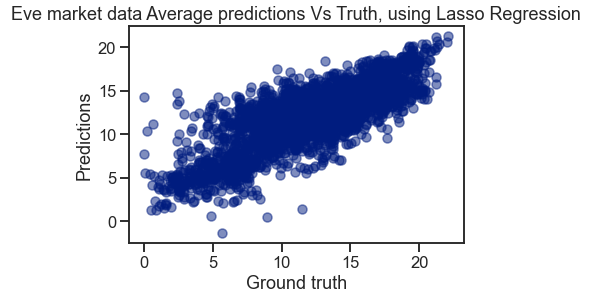 Eve market data Average predictions Vs Truth, using Lasso Regression
20
15
10
5
0
Predictions
0 5 10 15 20
Ground truth